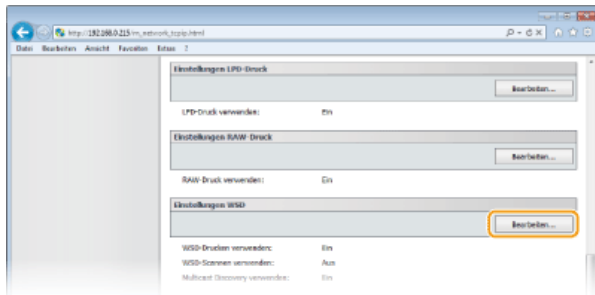 http://192.168.0.215/m_network_tcpip.html
Datei Bearbeiten Ansicht Favoriten Extras ?
Einstellungen LPD-Druck
Bearbeiten...
LPD-Druck verwenden: Ein
Einstellungen RAW-Druck
Bearbeiten...
RAW-Druck verwenden: Ein
Einstellungen WSD
Bearbeiten...
WSD-Drucken verwenden: Ein
WSD-Scannen verwenden: Aus
Multicast Discovery verwenden: Ein